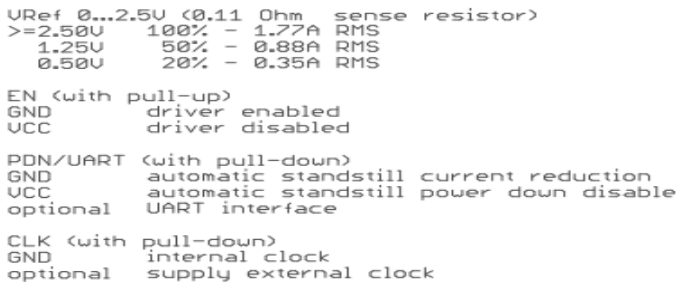 VRef 0...2.5V (0.11 Ohm sense resistor)
>=2.50V 100% - 1.77A RMS
1.25V 50% - 0.88A RMS
0.50V 20% - 0.35A RMS
EN (with pull-up)
GND driver enabled
VCC driver disabled
PDN/UART (with pull-down)
GND automatic standstill current reduction
VCC automatic standstill power down disable
optional UART interface
CLK (with pull-down)
GND internal clock
optional supply external clock